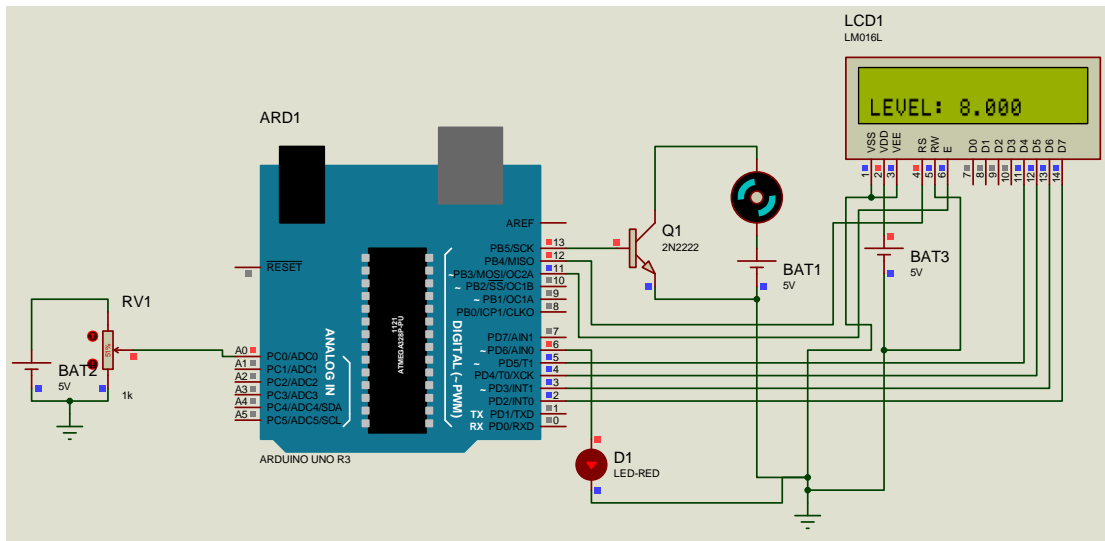 LCD1
LM016L
LEVEL: 8.000
VSS VDD VEE RS RW E D0 D1 D2 D3 D4 D5 D6 D7
1 2 3 4 5 6 7 8 9 10 11 12 13 14
ARD1
AREF
RESET
PB5/SCK 13
PB4/MISO 12
~PB3/MOSI/OC2A 11
~ PB2/SS/OC1B 10
~ PB1/OC1A 9
PB0/ICP1/CLKO 8
PD7/AIN1 7
~ PD6/AIN0 6
~ PD5/T1 5
PD4/T0/XCK 4
~ PD3/INT1 3
PD2/INT0 2
TX PD1/TXD 1
RX PD0/RXD 0
DIGITAL (~PWM)
1121
ATMEGA328P-PU
ANALOG IN
A0 PC0/ADC0
A1 PC1/ADC1
A2 PC2/ADC2
A3 PC3/ADC3
A4 PC4/ADC4/SDA
A5 PC5/ADC5/SCL
ARDUINO UNO R3
RV1
51%
1k
BAT2
5V
Q1
2N2222
BAT1
5V
BAT3
5V
D1
LED-RED